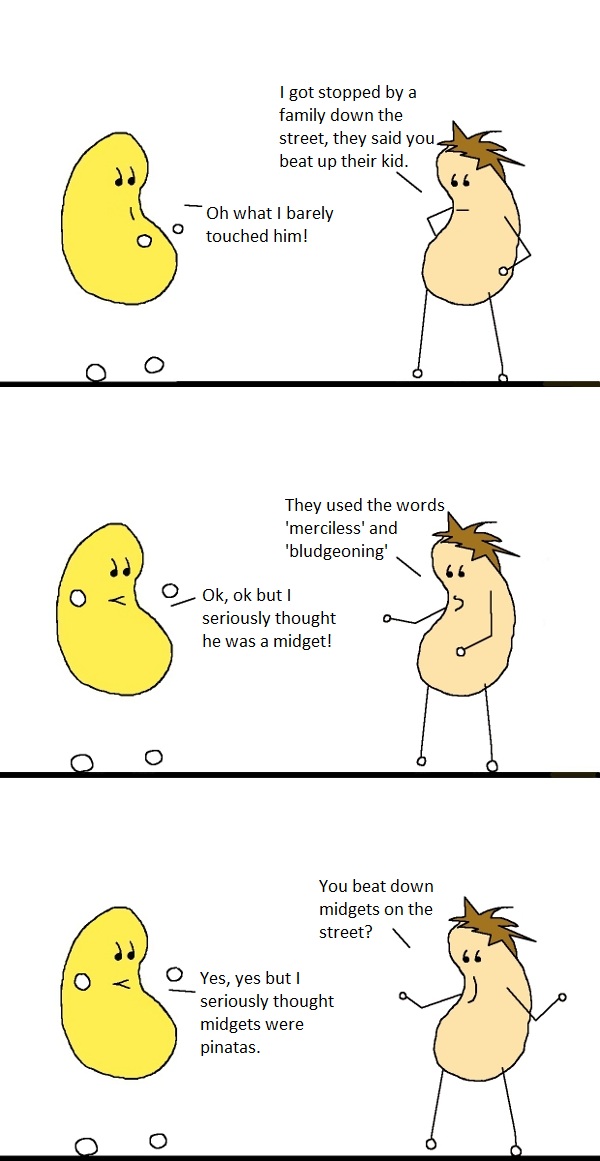 I got stopped by a
family down the
street, they said you
beat up their kid.
Oh what I barely
touched him!
They used the words
'merciless' and
'bludgeoning'
Ok, ok but I
seriously thought
he was a midget!
You beat down
midgets on the
street?
Yes, yes but I
seriously thought
midgets were
pinatas.